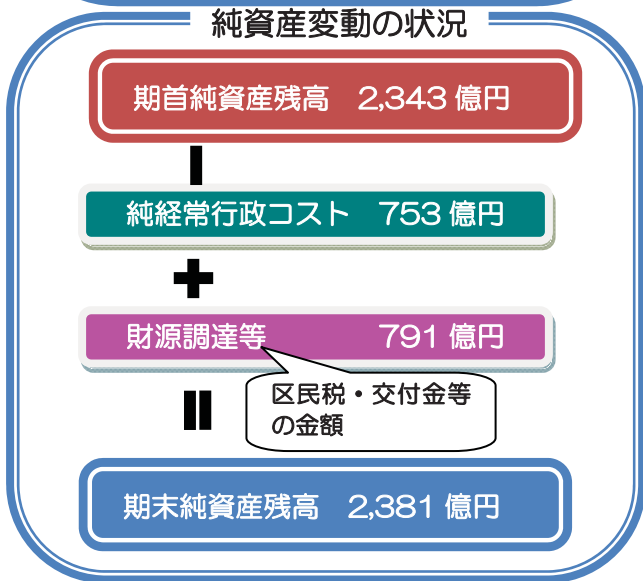 純資産変動の状況
期首純資産残高 2,343 億円
純経常行政コスト 753 億円
+
財源調達等 791 億円
区民税・交付金等
の金額
期末純資産残高 2,381 億円